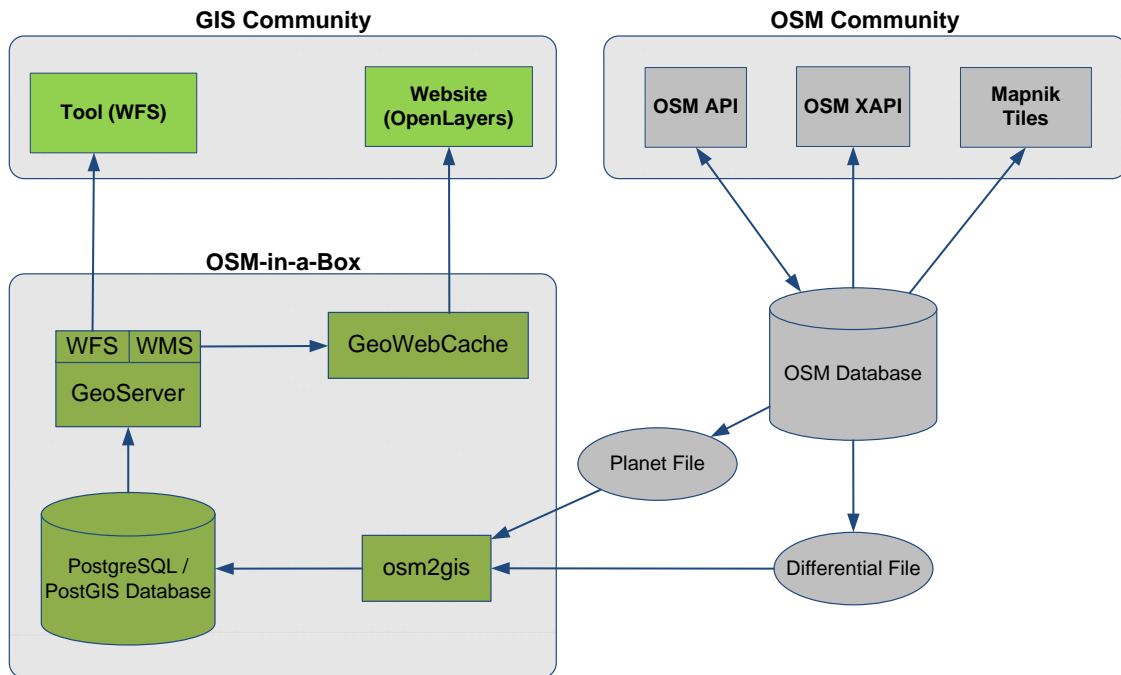 GIS Community
OSM Community
Tool (WFS)
Website
(OpenLayers)
OSM API
OSM XAPI
Mapnik
Tiles
OSM-in-a-Box
WFS
WMS
GeoServer
GeoWebCache
OSM Database
Planet File
PostgreSQL /
PostGIS Database
osm2gis
Differential File